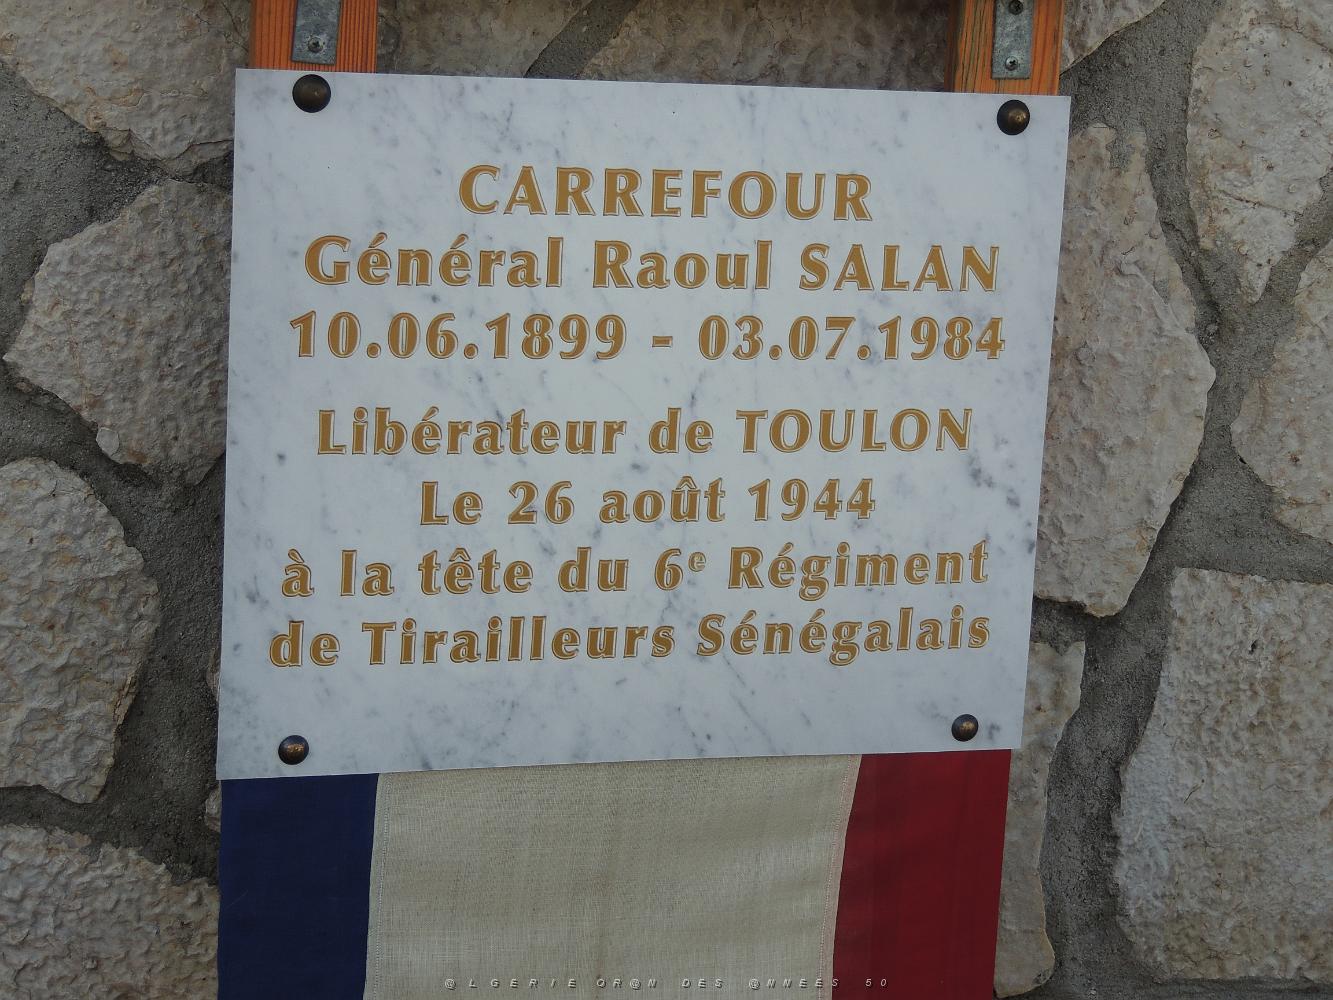 CARREFOUR
Général Raoul SALAN
10.06.1899 - 03.07.1984
Libérateur de TOULON
Le 26 août 1944
à la tête du 6e Régiment
de Tirailleurs Sénégalais
@LGERIE OR@N DES @NNEES 50